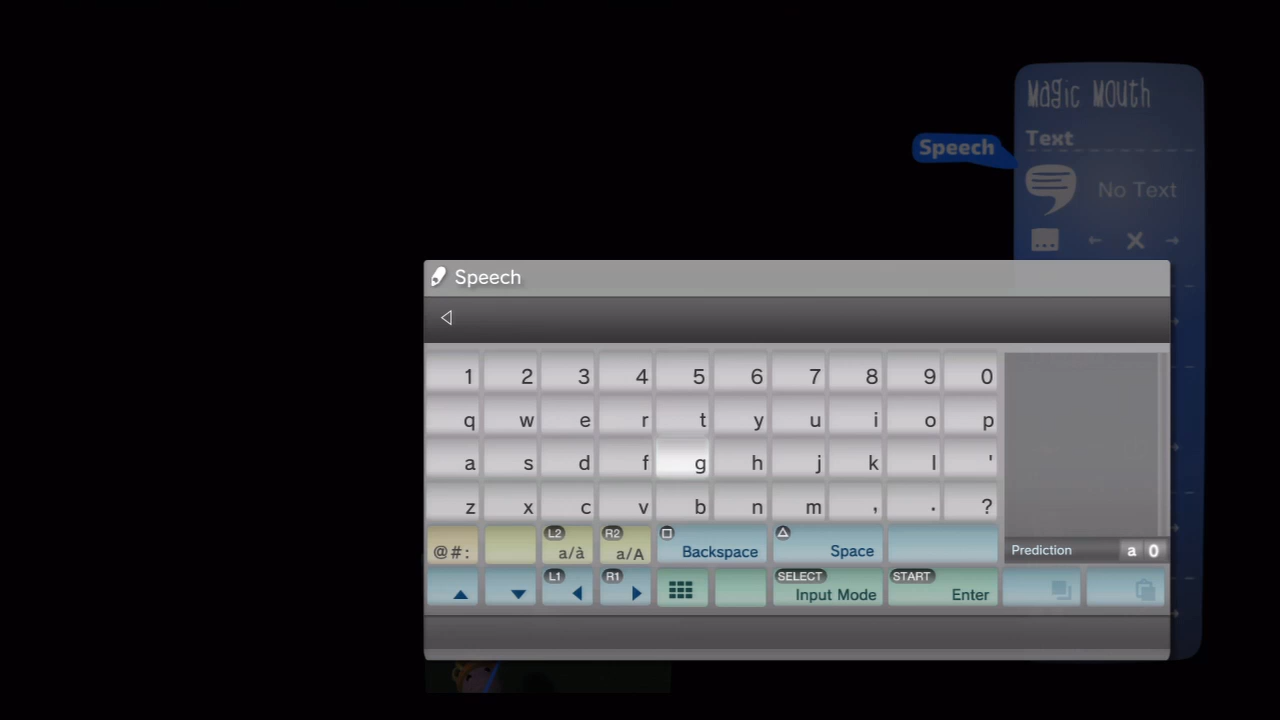 Magic Mouth
Text
Speech
No Text
...
Speech
1 2 3 4 5 6 7 8 9 0
q w e r t y u i o p
a s d f g h j k l '
z x c v b n m , . ?
@#: L2 a/à R2 a/A Backspace Space
Prediction a 0
L1 R1 SELECT Input Mode START Enter